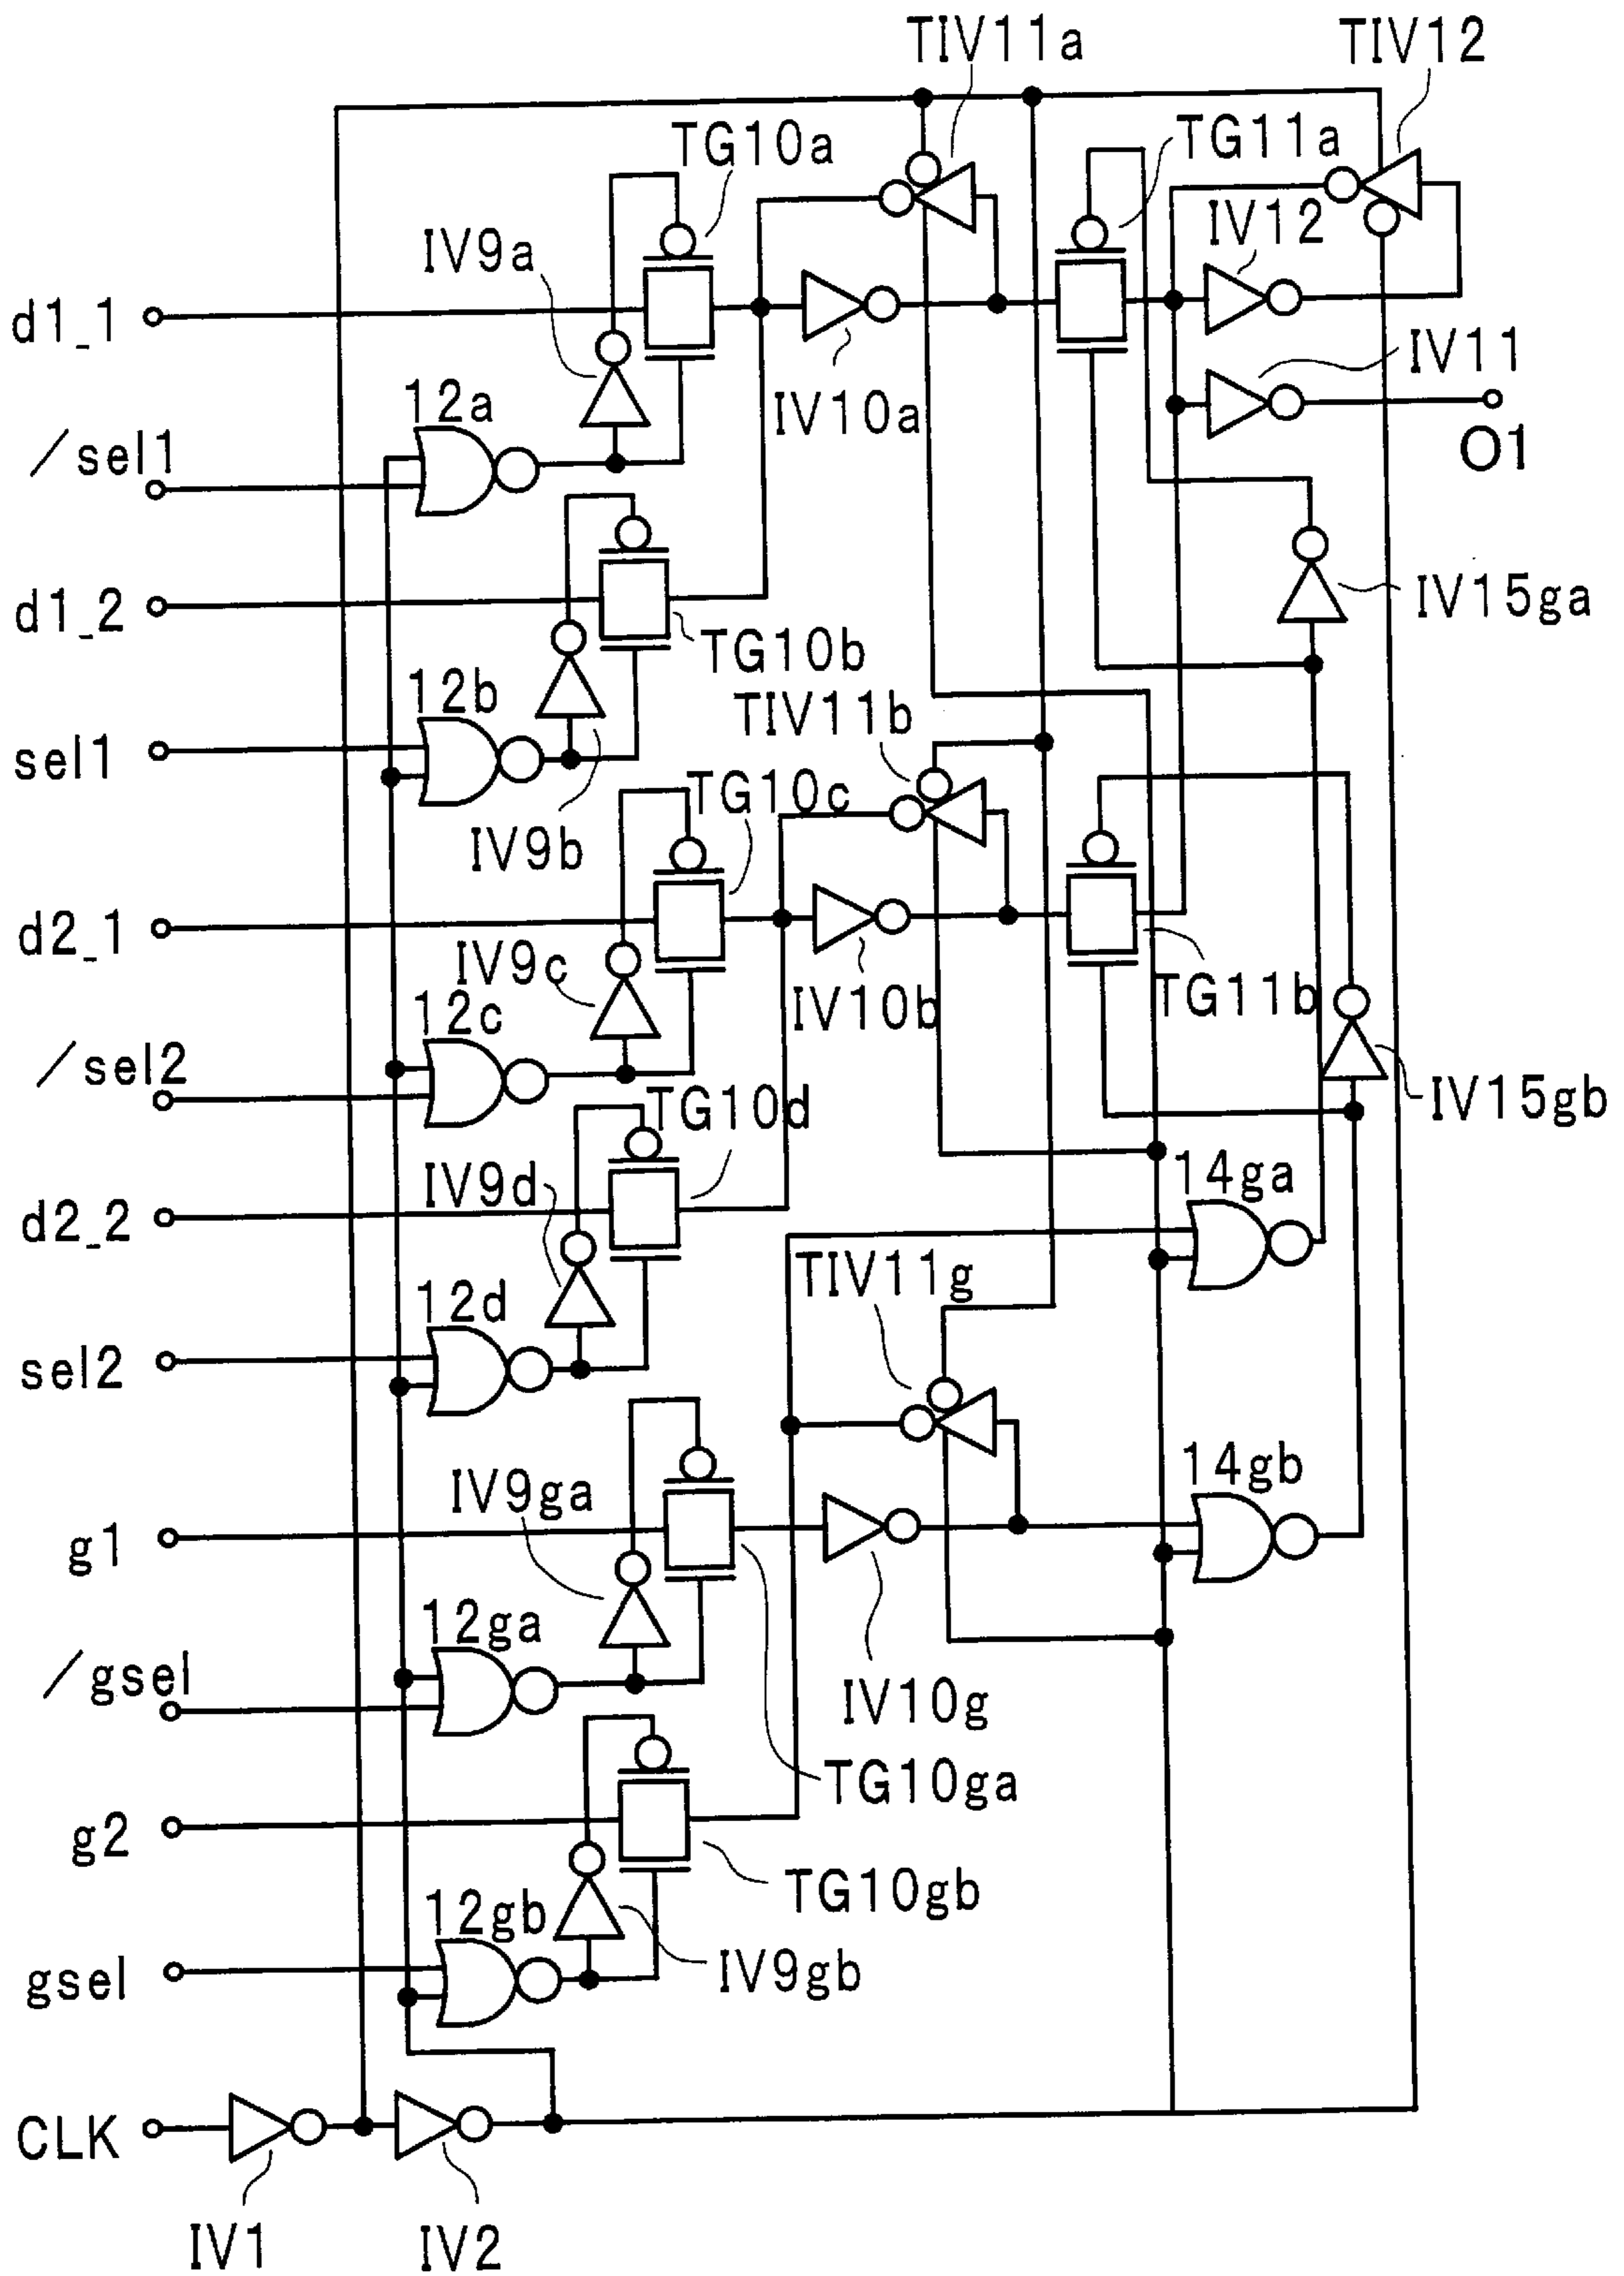 TIV11a
TIV12
TG10a
TG11a
IV9a
IV12
d1_1
IV11
12a
IV10a
/sel1
O1
d1_2
IV15ga
TG10b
12b
TIV11b
sel1
TG10c
IV9b
d2_1
IV9c
IV10b
TG11b
12c
/sel2
TG10d
IV15gb
IV9d
14ga
d2_2
TIV11g
12d
sel2
14gb
IV9ga
g1
12ga
/gsel
IV10g
TG10ga
g2
TG10gb
12gb
IV9gb
gsel
CLK
IV1
IV2